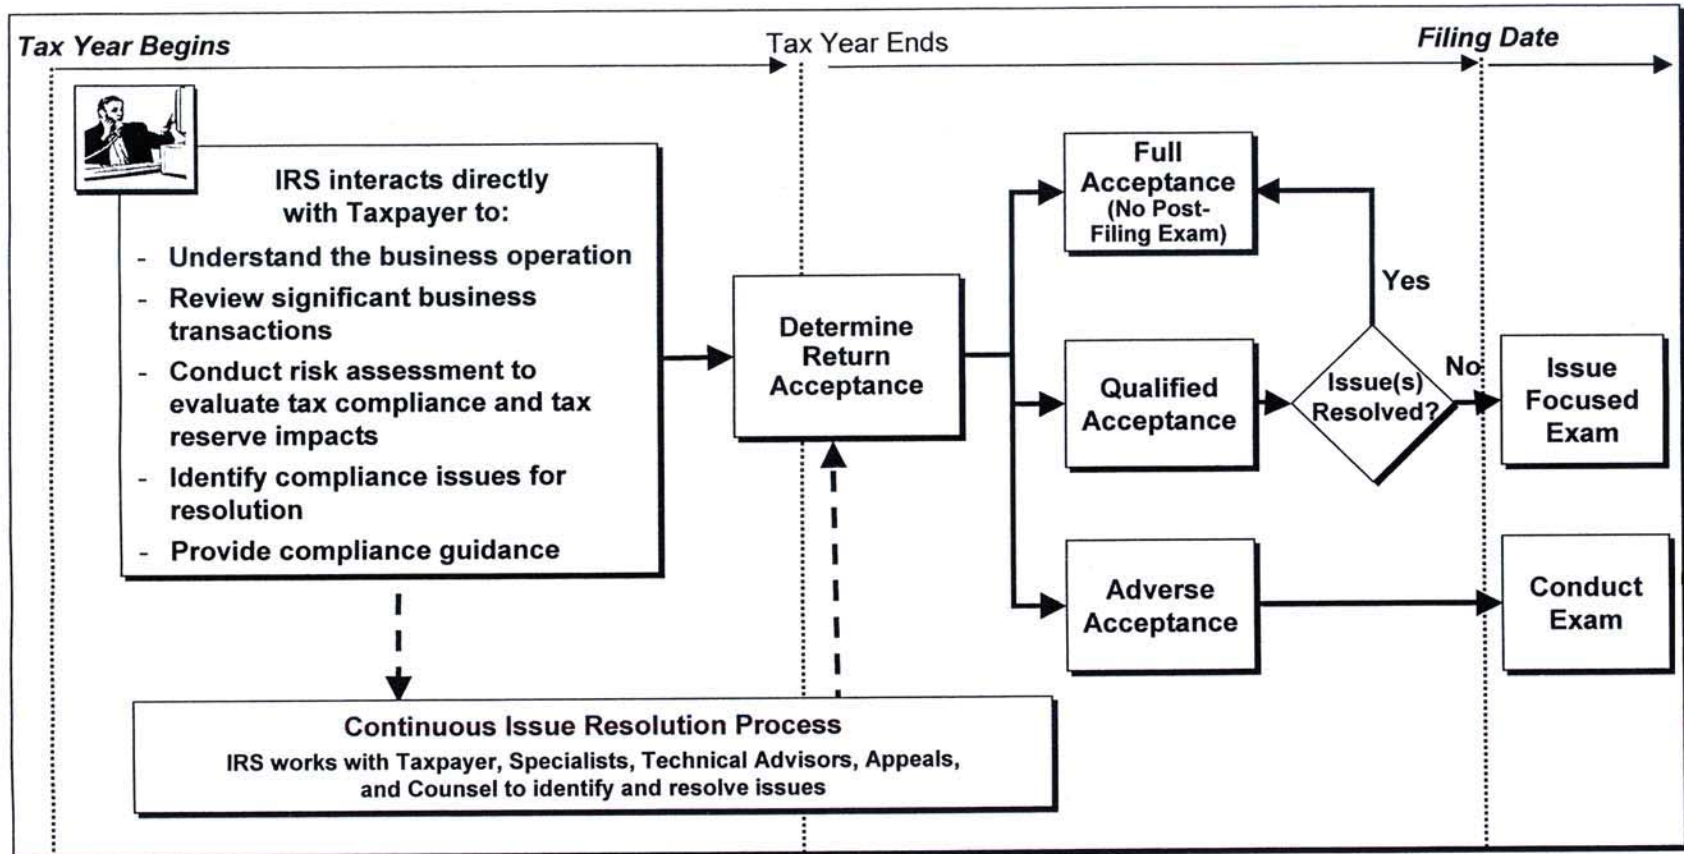 Tax Year Begins
Tax Year Ends
Filing Date
IRS interacts directly
with Taxpayer to:
- Understand the business operation
- Review significant business
transactions
- Conduct risk assessment to
evaluate tax compliance and tax
reserve impacts
- Identify compliance issues for
resolution
- Provide compliance guidance
Determine
Return
Acceptance
Full
Acceptance
(No Post-
Filing Exam)
Yes
Qualified
Acceptance
Issue(s)
Resolved?
No
Issue
Focused
Exam
Adverse
Acceptance
Conduct
Exam
Continuous Issue Resolution Process
IRS works with Taxpayer, Specialists, Technical Advisors, Appeals,
and Counsel to identify and resolve issues